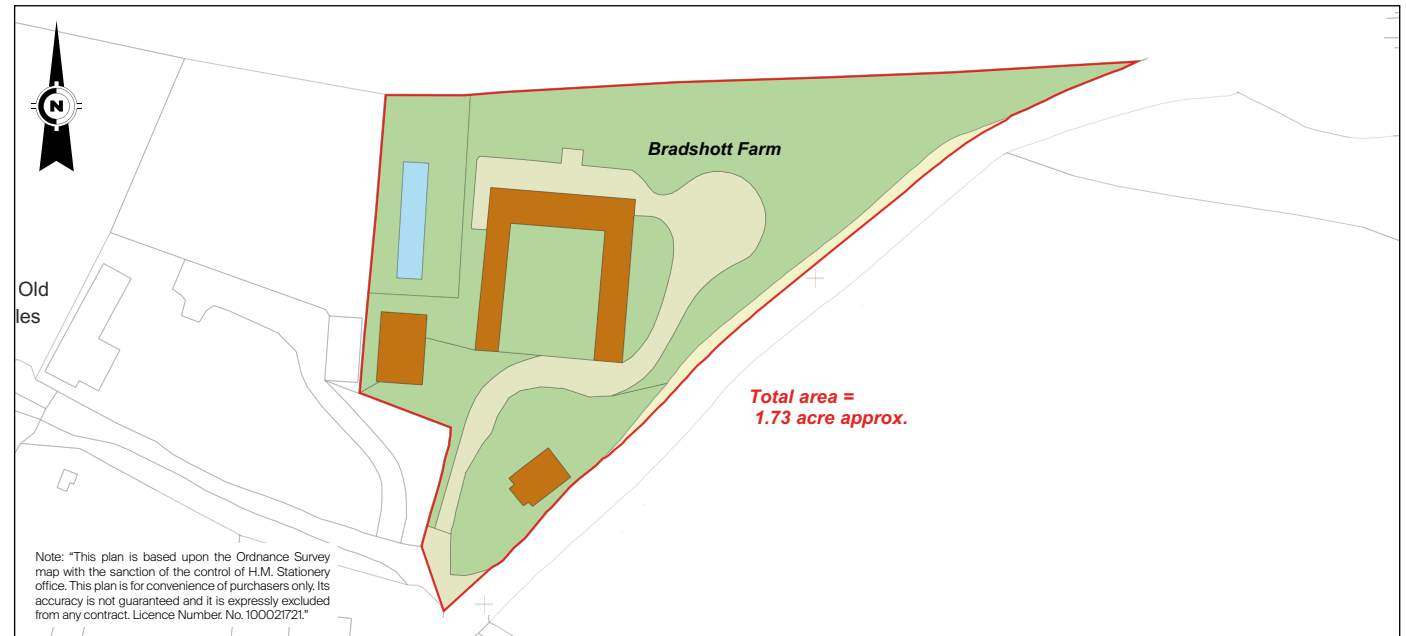 N
Bradshott Farm
Old
les
Total area =
1.73 acre approx.
Note: “This plan is based upon the Ordnance Survey
map with the sanction of the control of H.M. Stationery
office. This plan is for convenience of purchasers only. Its
accuracy is not guaranteed and it is expressly excluded
from any contract. Licence Number. No. 100021721.”